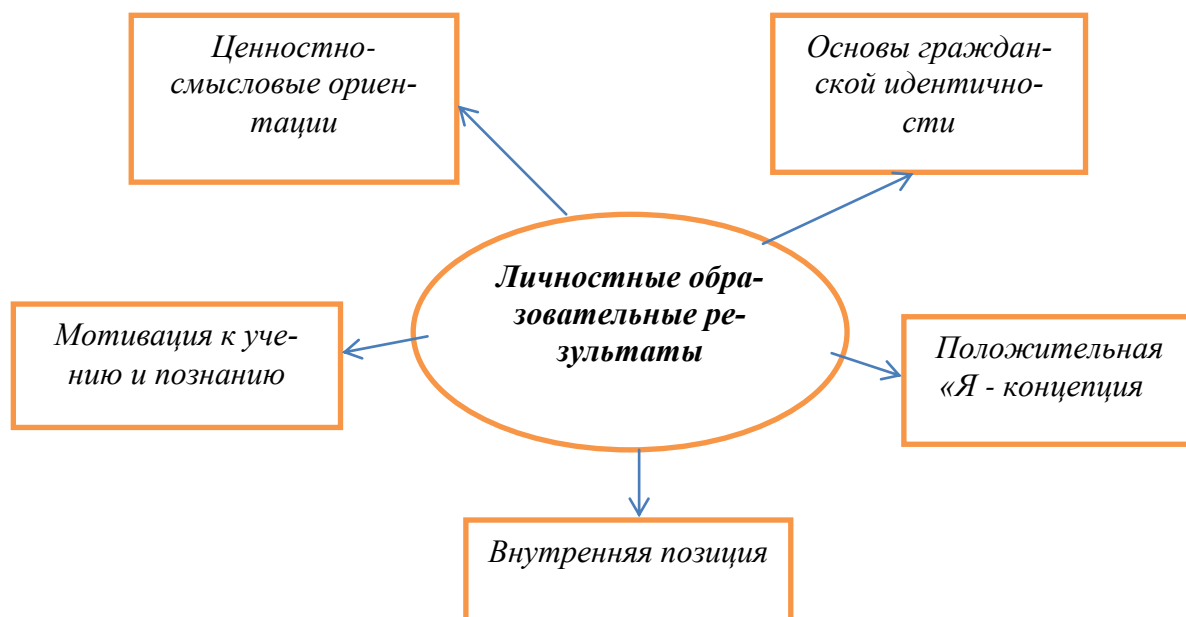 Ценностно-
смысловые ориен-
тации
Основы граждан-
ской идентично-
сти
Личностные обра-
зовательные ре-
зультаты
Мотивация к уче-
нию и познанию
Положительная
«Я - концепция
Внутренняя позиция